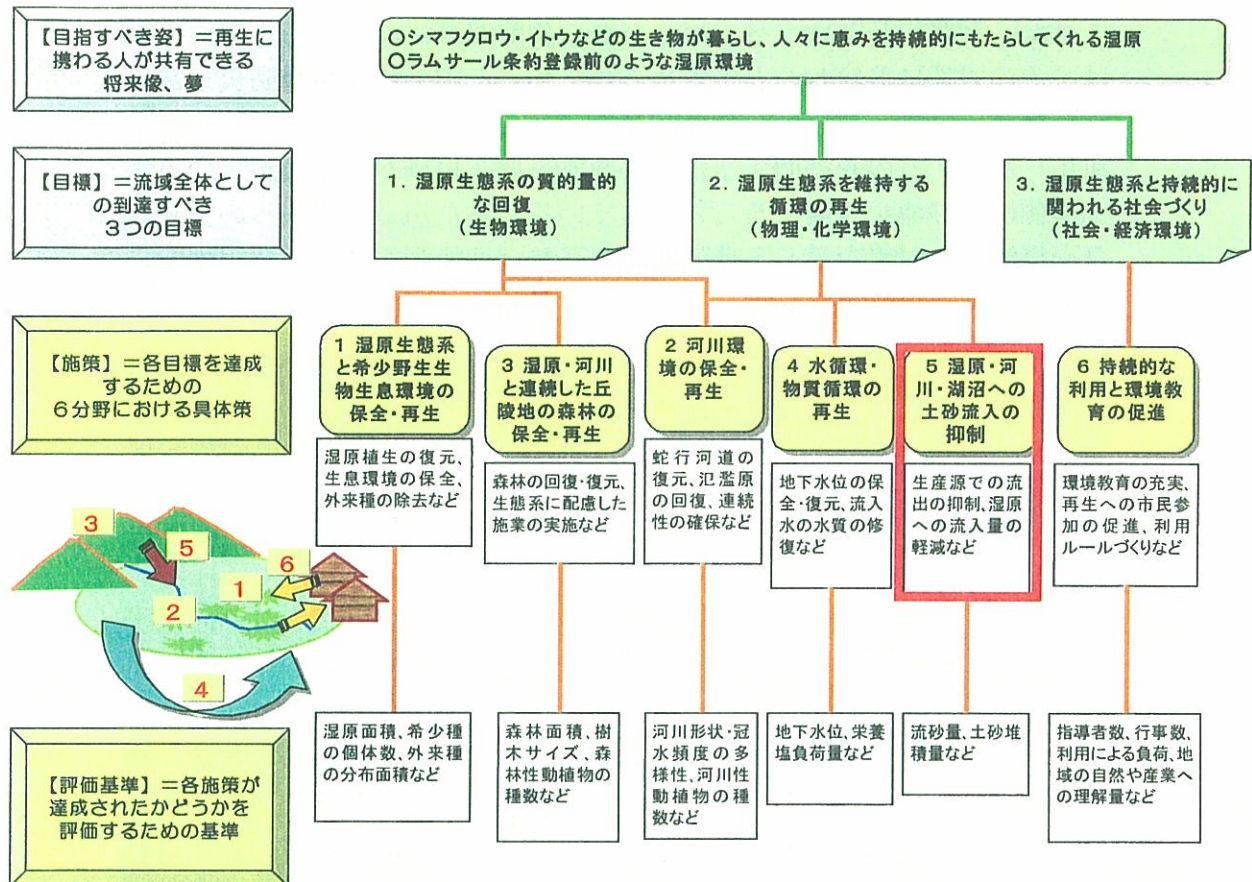 【目指すべき姿】＝再生に
携わる人が共有できる
将来像、夢
○シマフクロウ・イトウなどの生き物が暮らし、人々に恵みを持続的にもたらしてくれる湿原
○ラムサール条約登録前のような湿原環境
【目標】＝流域全体として
の到達すべき
３つの目標
1．湿原生態系の質的量的
な回復
（生物環境）
2．湿原生態系を維持する
循環の再生
（物理・化学環境）
3．湿原生態系と持続的に
関われる社会づくり
（社会・経済環境）
【施策】＝各目標を達成
するための
６分野における具体策
1 湿原生態系
と希少野生生
物生息環境の
保全・再生
3 湿原・河川
と連続した丘
陵地の森林の
保全・再生
2 河川環
境の保全・
再生
4 水循環・
物質循環の
再生
5 湿原・河
川・湖沼への
土砂流入の
抑制
6 持続的な
利用と環境教
育の促進
湿原植生の復元、
生息環境の保全、
外来種の除去など
森林の回復・復元、
生態系に配慮した
施業の実施など
蛇行河道の
復元、氾濫原
の回復、連続
性の確保など
地下水位の保
全・復元、流入
水の水質の修
復など
生産源での流
出の抑制、湿原
への流入量の
軽減など
環境教育の充実、
再生への市民参
加の促進、利用
ルールづくりなど
3
5
6
1
2
4
【評価基準】＝各施策が
達成されたかどうかを
評価するための基準
湿原面積、希少種
の個体数、外来種
の分布面積など
森林面積、樹
木サイズ、森
林性動植物の
種数など
河川形状・冠
水頻度の多
様性、河川性
動植物の種
数など
地下水位、栄養
塩負荷量など
流砂量、土砂堆
積量など
指導者数、行事数、
利用による負荷、地
域の自然や産業へ
の理解量など